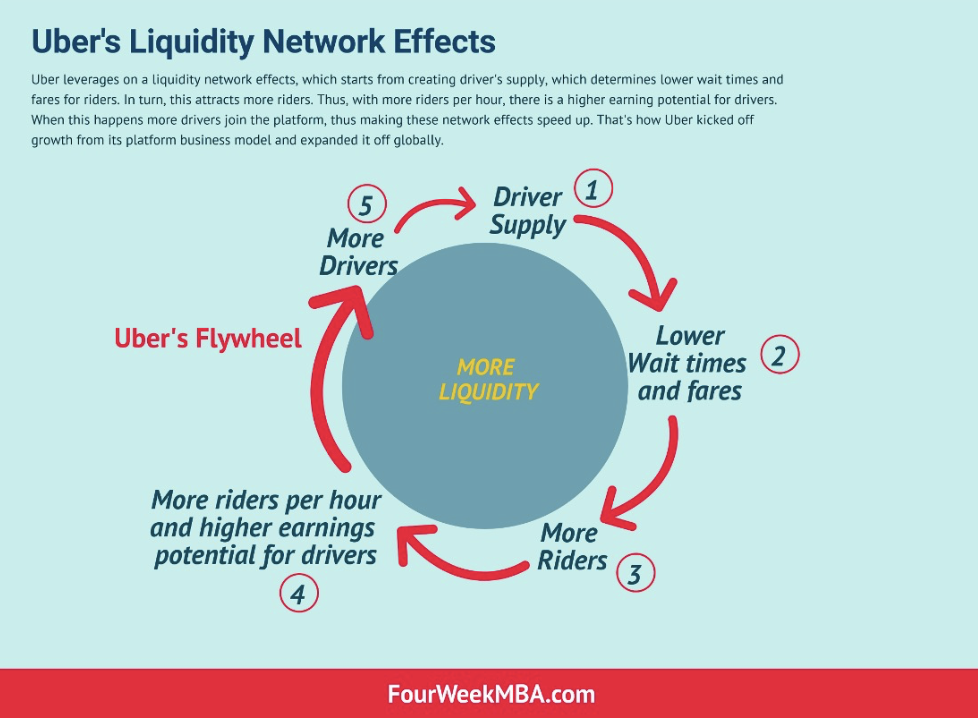 Uber's Liquidity Network Effects
Uber leverages on a liquidity network effects, which starts from creating driver's supply, which determines lower wait times and
fares for riders. In turn, this attracts more riders. Thus, with more riders per hour, there is a higher earning potential for drivers.
When this happens more drivers join the platform, thus making these network effects speed up. That's how Uber kicked off
growth from its platform business model and expanded it off globally.
Driver
Supply
1
Lower
Wait times
and fares
2
More
Riders
3
More riders per hour
and higher earnings
potential for drivers
4
5
More
Drivers
Uber's Flywheel
MORE
LIQUIDITY
FourWeekMBA.com